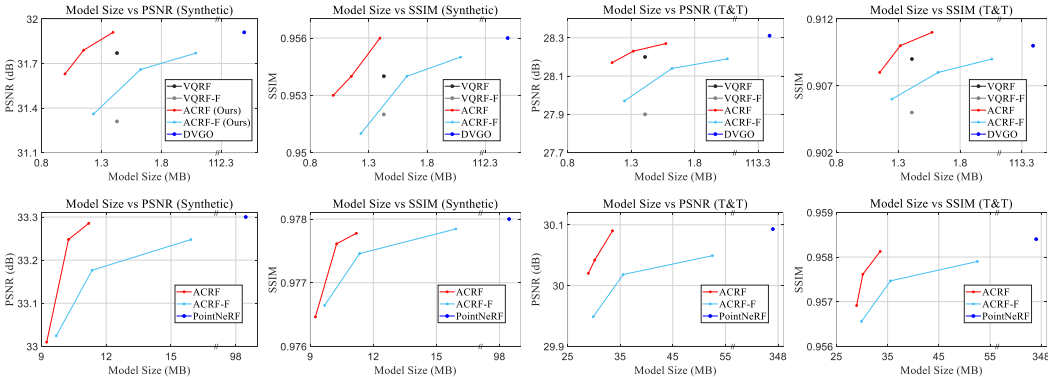 Model Size vs PSNR (Synthetic)
32
31.7
31.4
31.1
PSNR (dB)
VQRF
VQRF-F
ACRF (Ours)
ACRF-F (Ours)
DVGO
0.8 1.3 1.8 112.3
Model Size (MB)
Model Size vs SSIM (Synthetic)
0.956
0.953
0.95
SSIM
VQRF
VQRF-F
ACRF
ACRF-F
DVGO
0.8 1.3 1.8 112.3
Model Size (MB)
Model Size vs PSNR (T&T)
28.3
28.1
27.9
27.7
PSNR (dB)
VQRF
VQRF-F
ACRF
ACRF-F
DVGO
0.8 1.3 1.8 113.3
Model Size (MB)
Model Size vs SSIM (T&T)
0.912
0.907
0.902
SSIM
VQRF
VQRF-F
ACRF
ACRF-F
DVGO
0.8 1.3 1.8 113.3
Model Size (MB)
Model Size vs PSNR (Synthetic)
33.3
33.2
33.1
33
PSNR (dB)
ACRF
ACRF-F
PointNeRF
9 12 15 98
Model Size (MB)
Model Size vs SSIM (Synthetic)
0.978
0.977
0.976
SSIM
ACRF
ACRF-F
PointNeRF
9 12 15 98
Model Size (MB)
Model Size vs PSNR (T&T)
30.1
30
29.9
PSNR (dB)
ACRF
ACRF-F
PointNeRF
25 35 45 55 348
Model Size (MB)
Model Size vs SSIM (T&T)
0.959
0.958
0.957
0.956
SSIM
ACRF
ACRF-F
PointNeRF
25 35 45 55 348
Model Size (MB)